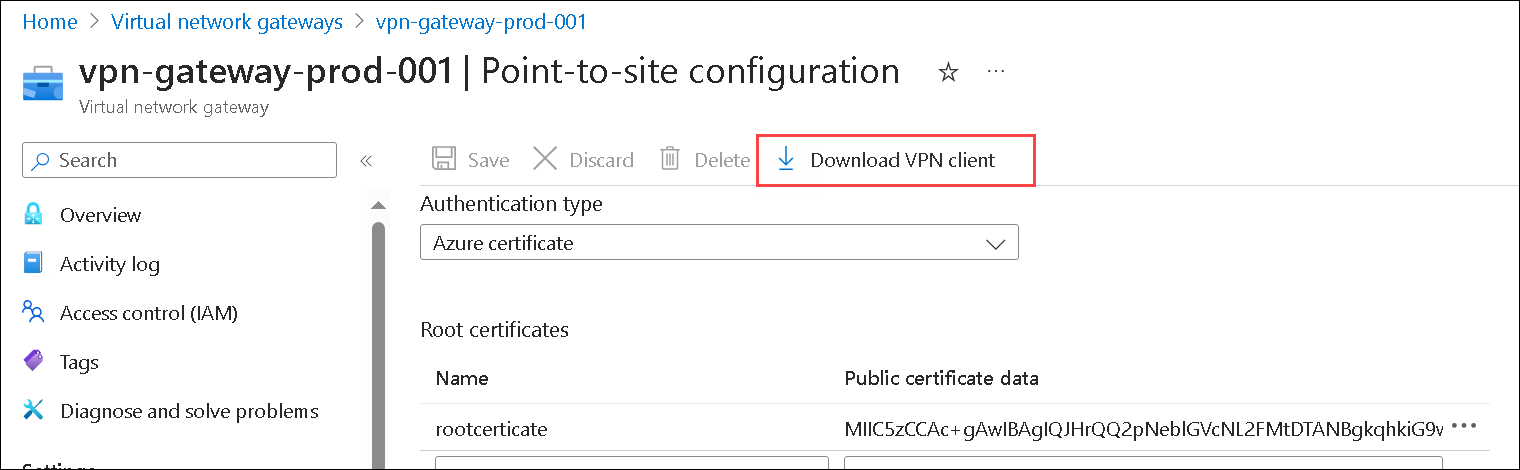 Home > Virtual network gateways > vpn-gateway-prod-001
vpn-gateway-prod-001 | Point-to-site configuration
Virtual network gateway
Search
Save Discard Delete Download VPN client
Authentication type
Overview
Azure certificate
Activity log
Access control (IAM)
Root certificates
Tags
Name Public certificate data
Diagnose and solve problems
rootcerticate MIIC5zCCAc+gAwIBAgIQJHrQQ2pNeblGVcNL2FMtDTANBgkqhkiG9v
Settings